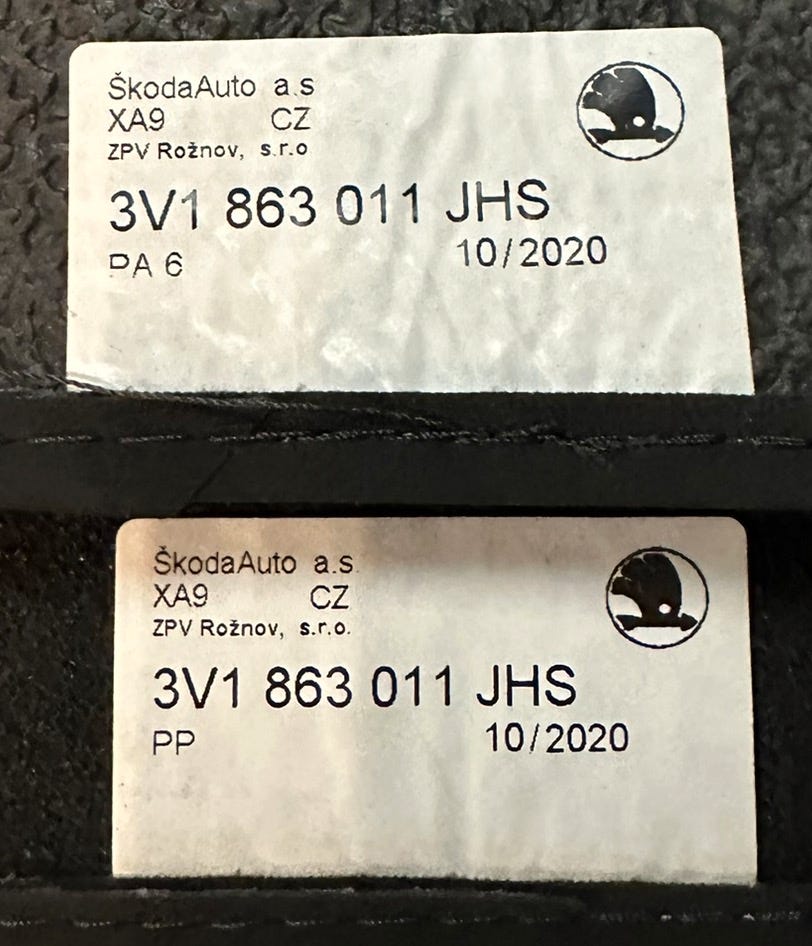 ŠkodaAuto a.s
XA9 CZ
ZPV Rožnov, s.r.o
3V1 863 011 JHS
PA 6 10/2020
ŠkodaAuto a.s.
XA9 CZ
ZPV Rožnov, s.r.o.
3V1 863 011 JHS
PP 10/2020